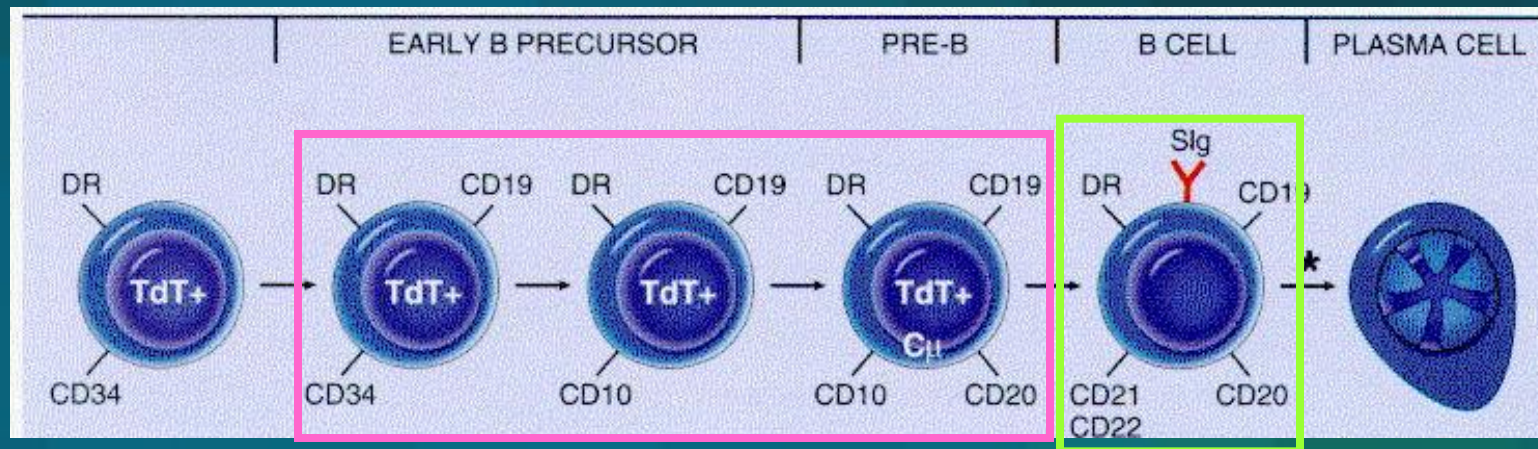 EARLY B PRECURSOR PRE-B B CELL PLASMA CELL
SIg
DR DR CD19 DR CD19 DR CD19 DR CD19
*
TdT+ TdT+ TdT+ TdT+
Cμ
CD34 CD34 CD10 CD10 CD20 CD21 CD20
CD22